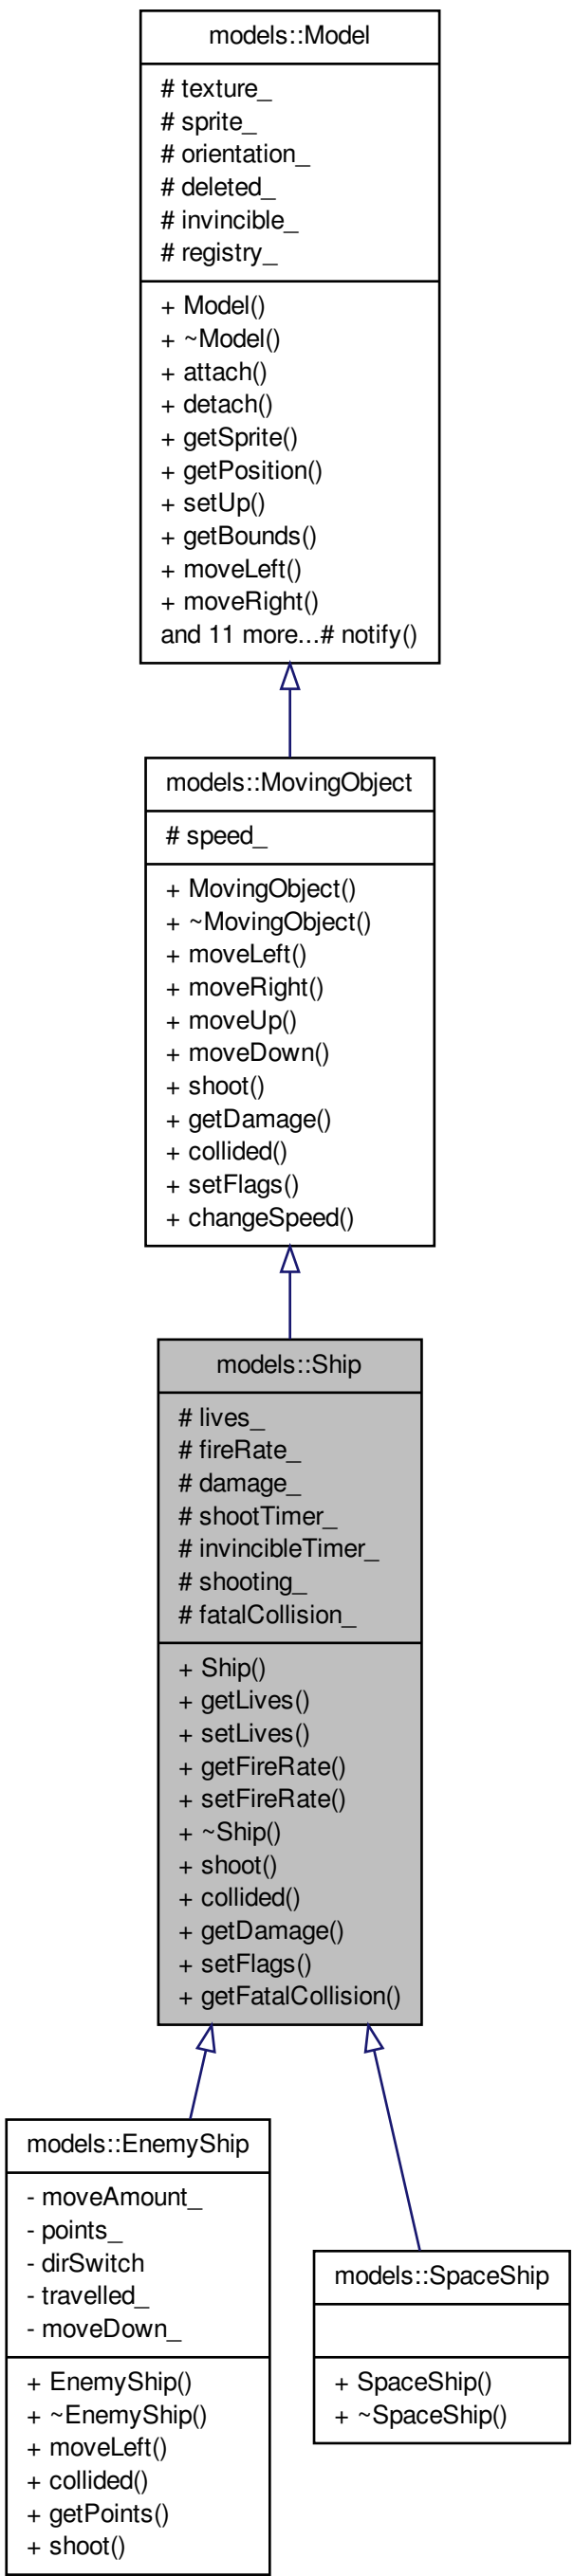 models::Model
# texture_
# sprite_
# orientation_
# deleted_
# invincible_
# registry_
+ Model()
+ ~Model()
+ attach()
+ detach()
+ getSprite()
+ getPosition()
+ setUp()
+ getBounds()
+ moveLeft()
+ moveRight()
and 11 more...# notify()
models::MovingObject
# speed_
+ MovingObject()
+ ~MovingObject()
+ moveLeft()
+ moveRight()
+ moveUp()
+ moveDown()
+ shoot()
+ getDamage()
+ collided()
+ setFlags()
+ changeSpeed()
models::Ship
# lives_
# fireRate_
# damage_
# shootTimer_
# invincibleTimer_
# shooting_
# fatalCollision_
+ Ship()
+ getLives()
+ setLives()
+ getFireRate()
+ setFireRate()
+ ~Ship()
+ shoot()
+ collided()
+ getDamage()
+ setFlags()
+ getFatalCollision()
models::EnemyShip
- moveAmount_
- points_
- dirSwitch
- travelled_
- moveDown_
+ EnemyShip()
+ ~EnemyShip()
+ moveLeft()
+ collided()
+ getPoints()
+ shoot()
models::SpaceShip
+ SpaceShip()
+ ~SpaceShip()